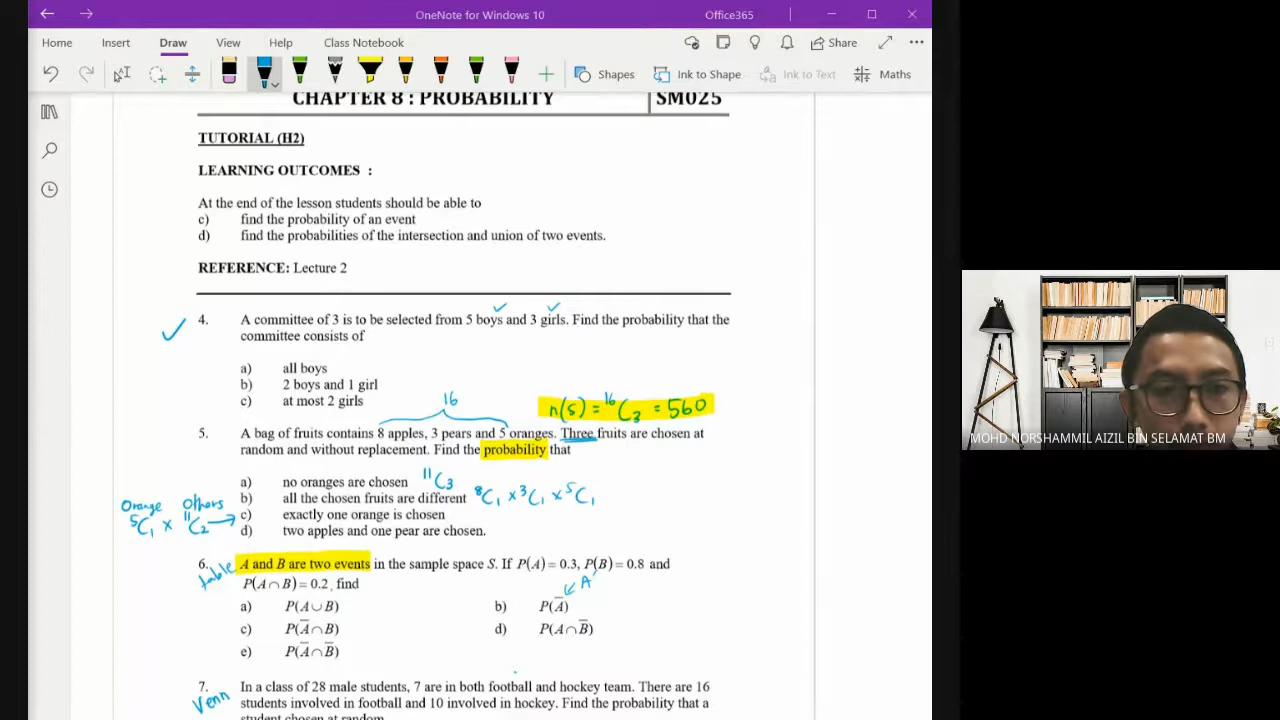 OneNote for Windows 10
Office365
Home Insert Draw View Help Class Notebook Share
Shapes Ink to Shape Ink to Text Maths
CHAPTER 8 : PROBABILITY SM025
TUTORIAL (H2)
LEARNING OUTCOMES :
At the end of the lesson students should be able to
c) find the probability of an event
d) find the probabilities of the intersection and union of two events.
REFERENCE: Lecture 2
4. A committee of 3 is to be selected from 5 boys and 3 girls. Find the probability that the
committee consists of
a) all boys
b) 2 boys and 1 girl
c) at most 2 girls
16
n(S) = ¹⁶C₃ = 560
5. A bag of fruits contains 8 apples, 3 pears and 5 oranges. Three fruits are chosen at
random and without replacement. Find the probability that
a) no oranges are chosen ¹¹C₃
b) all the chosen fruits are different ⁸C₁ × ³C₁ × ⁵C₁
Orange Others
⁵C₁ × ¹¹C₂ →
c) exactly one orange is chosen
d) two apples and one pear are chosen.
6. A and B are two events in the sample space S. If P(A) = 0.3, P(B) = 0.8 and
table
P(A∩B) = 0.2, find
A'
a) P(A∪B) b) P(A̅)
c) P(A̅∩B) d) P(A∩B̅)
e) P(A̅∩B̅)
7. In a class of 28 male students, 7 are in both football and hockey team. There are 16
Venn
students involved in football and 10 involved in hockey. Find the probability that a
student chosen at random
MOHD NORSHAMMIL AIZIL BIN SELAMAT BM